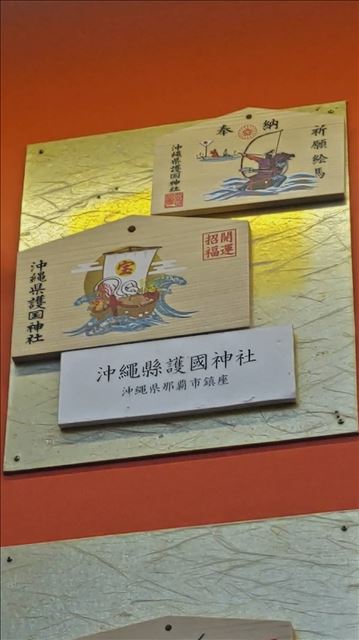 奉納
祈願絵馬
沖縄県護国神社
宝
開運
招福
沖縄県護国神社
沖繩縣護國神社
沖繩県那覇市鎮座